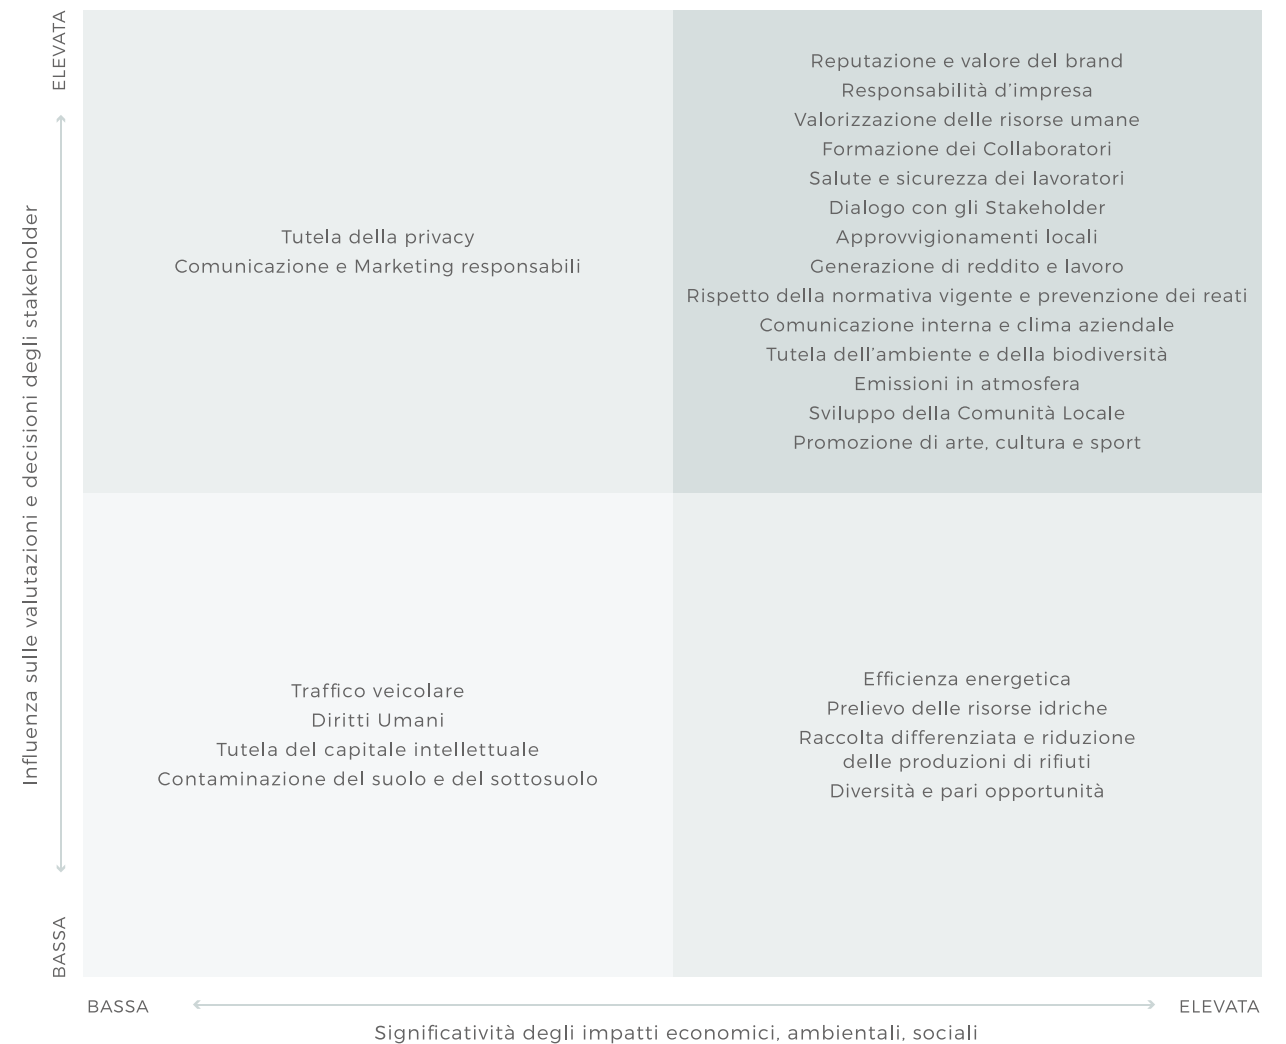 ELEVATA
Influenza sulle valutazioni e decisioni degli stakeholder
BASSA
Tutela della privacy
Comunicazione e Marketing responsabili
Reputazione e valore del brand
Responsabilità d'impresa
Valorizzazione delle risorse umane
Formazione dei Collaboratori
Salute e sicurezza dei lavoratori
Dialogo con gli Stakeholder
Approvvigionamenti locali
Generazione di reddito e lavoro
Rispetto della normativa vigente e prevenzione dei reati
Comunicazione interna e clima aziendale
Tutela dell'ambiente e della biodiversità
Emissioni in atmosfera
Sviluppo della Comunità Locale
Promozione di arte, cultura e sport
Traffico veicolare
Diritti Umani
Tutela del capitale intellettuale
Contaminazione del suolo e del sottosuolo
Efficienza energetica
Prelievo delle risorse idriche
Raccolta differenziata e riduzione
delle produzioni di rifiuti
Diversità e pari opportunità
BASSA
ELEVATA
Significatività degli impatti economici, ambientali, sociali